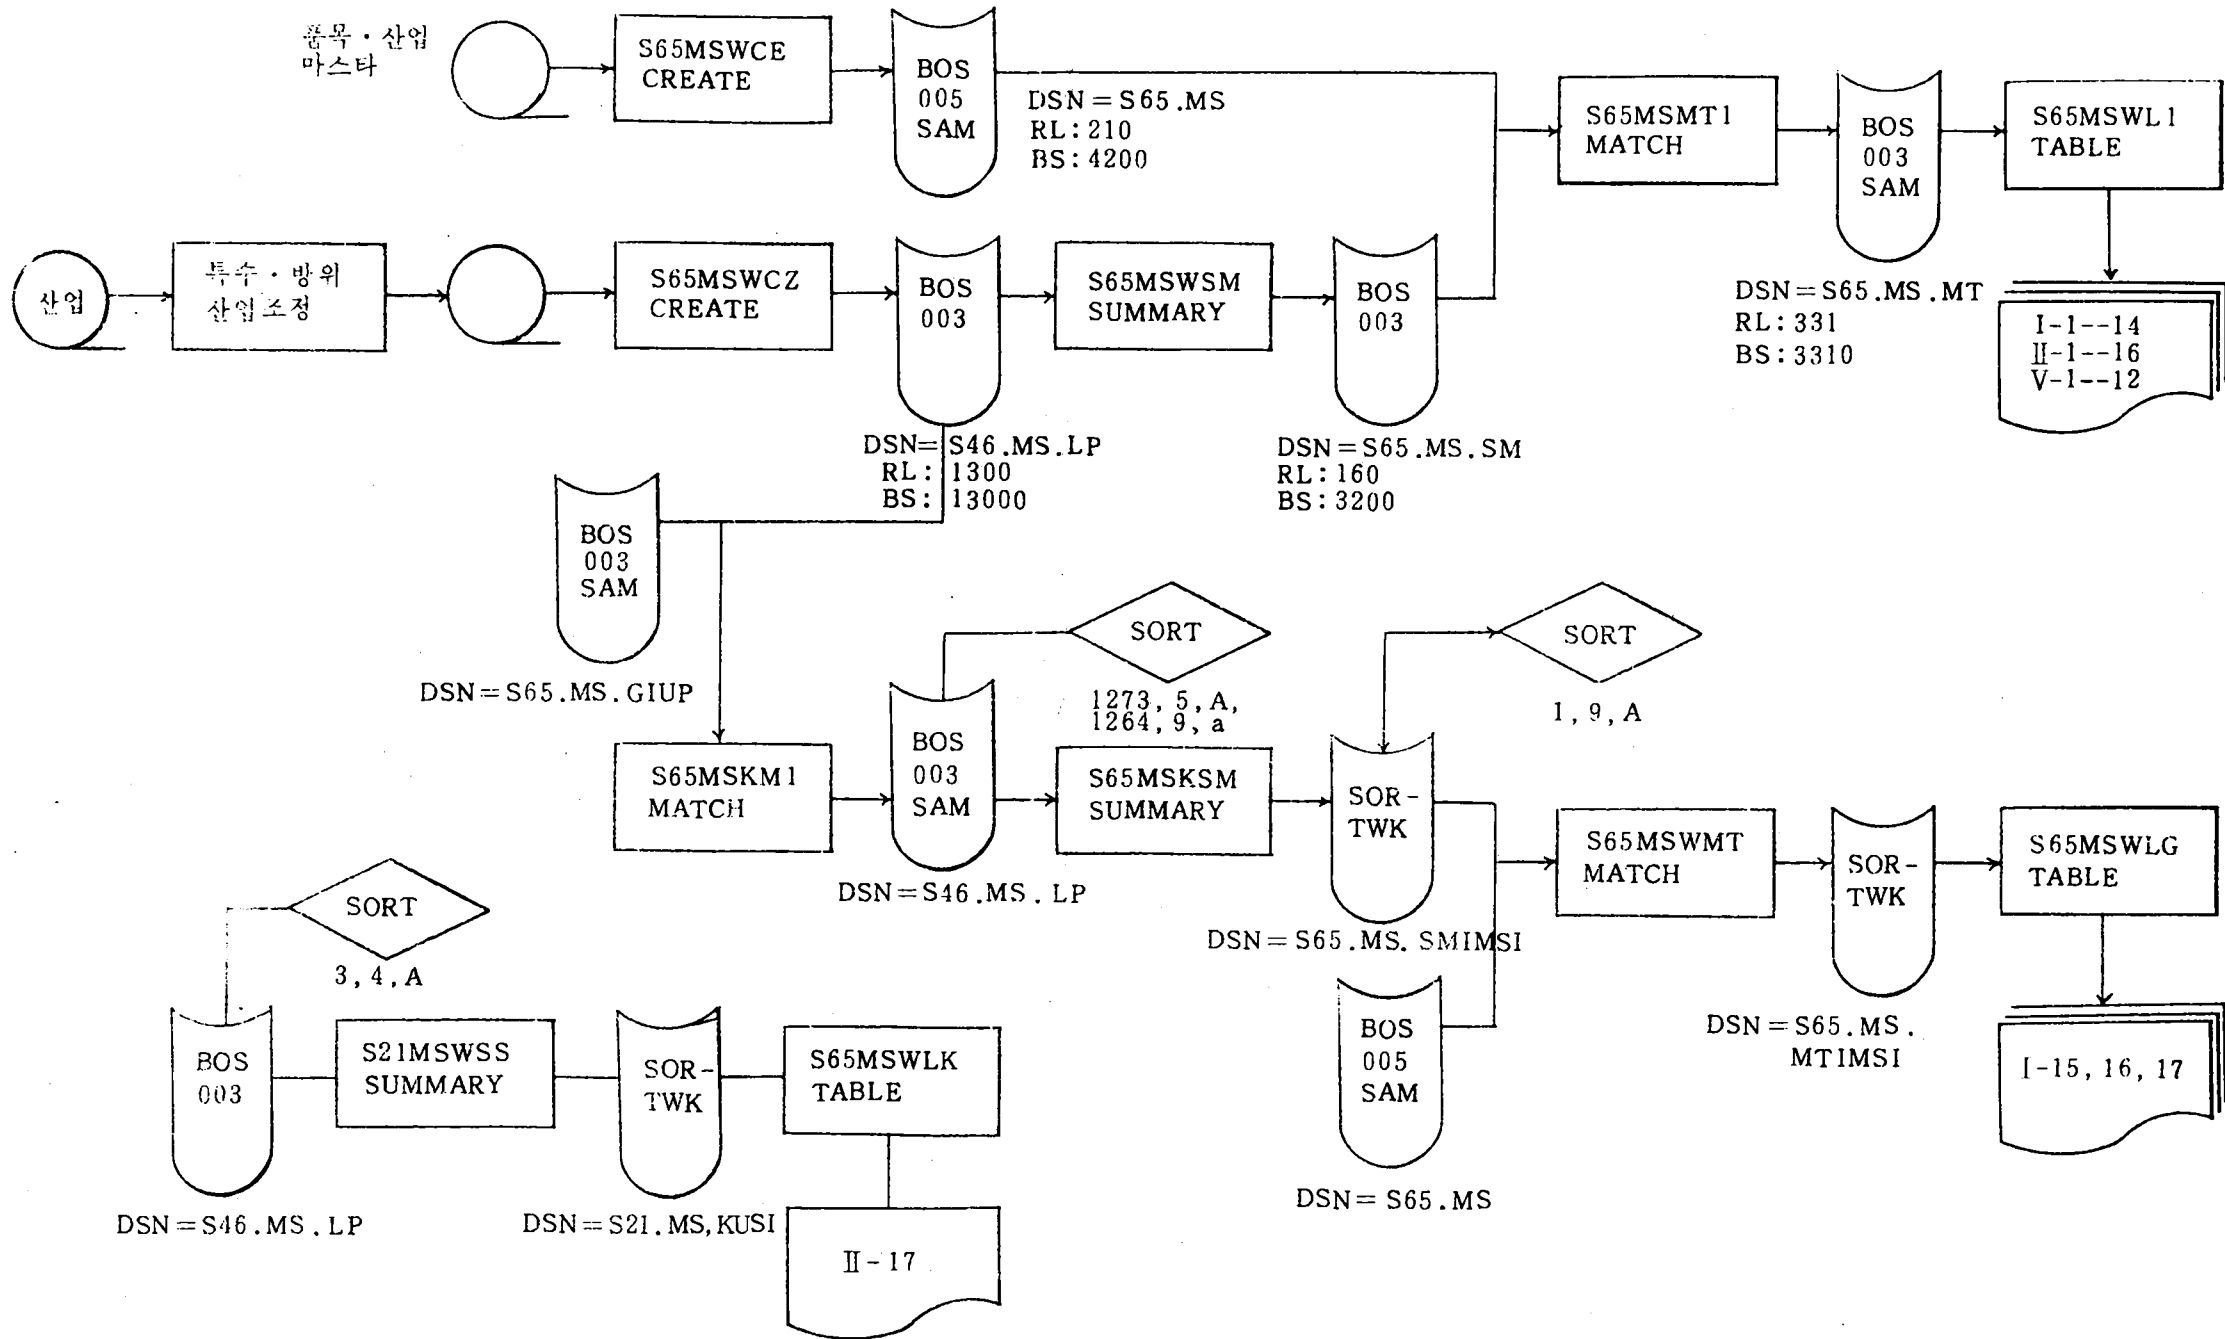 품목·산업
마스타
S65MSWCE
CREATE
BOS
005
SAM
DSN=S65.MS
RL:210
BS:4200
S65MSMT1
MATCH
BOS
003
SAM
S65MSWL1
TABLE
DSN=S65.MS.MT
RL:331
BS:3310
I-1--14
II-1--16
V-1--12
산업
특수·방위
산업조정
S65MSWCZ
CREATE
BOS
003
S65MSWSM
SUMMARY
BOS
003
DSN=S46.MS.LP
RL:1300
BS:13000
DSN=S65.MS.SM
RL:160
BS:3200
BOS
003
SAM
DSN=S65.MS.GIUP
S65MSKM1
MATCH
BOS
003
SAM
DSN=S46.MS.LP
SORT
1273, 5, A,
1264, 9, a
S65MSKSM
SUMMARY
SORT
1, 9, A
SOR-
TWK
DSN=S65.MS. SMIMSI
BOS
005
SAM
DSN=S65.MS
S65MSWMT
MATCH
SOR-
TWK
DSN=S65.MS.
MTIMSI
S65MSWLG
TABLE
I-15, 16, 17
SORT
3, 4, A
BOS
003
DSN=S46.MS.LP
S21MSWSS
SUMMARY
SOR-
TWK
DSN=S21.MS,KUSI
S65MSWLK
TABLE
II-17